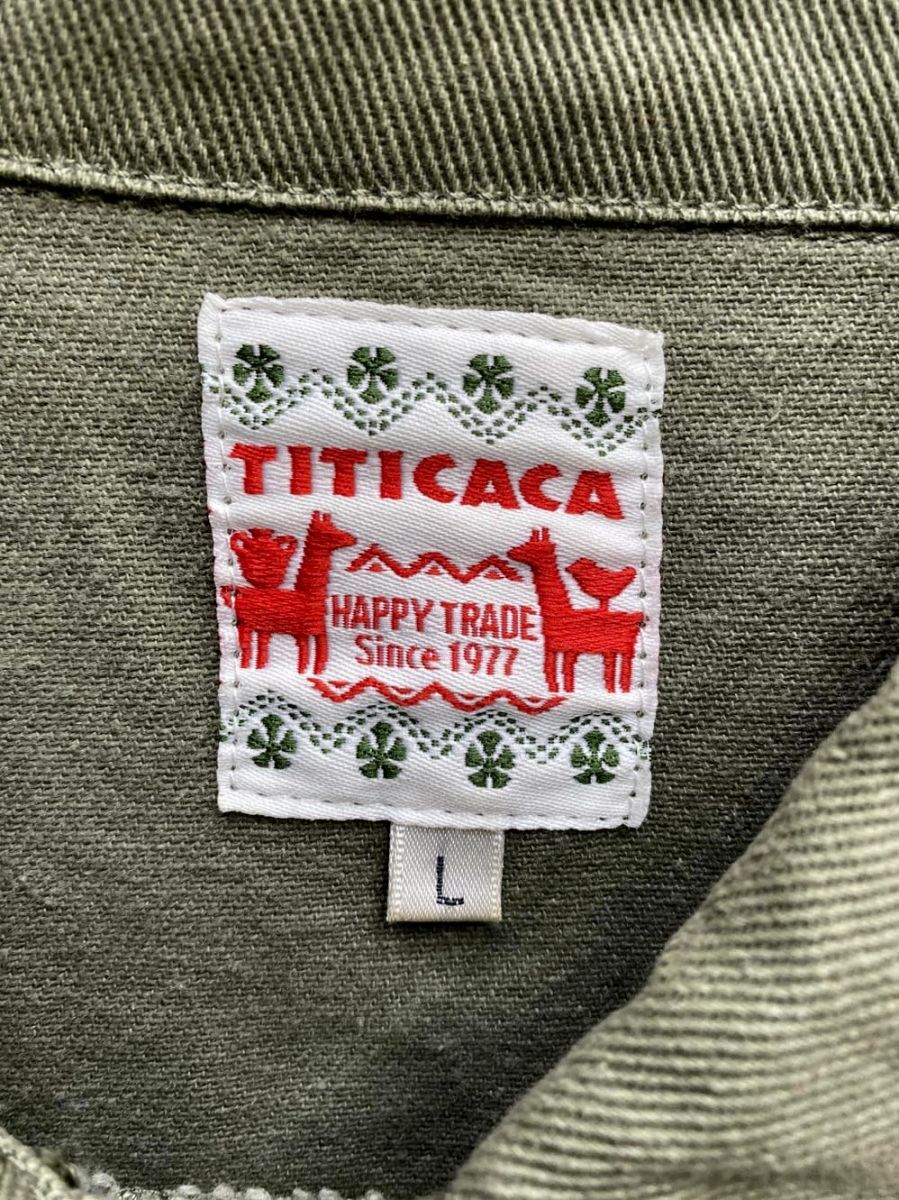 TITICACA
HAPPY TRADE
Since 1977
L